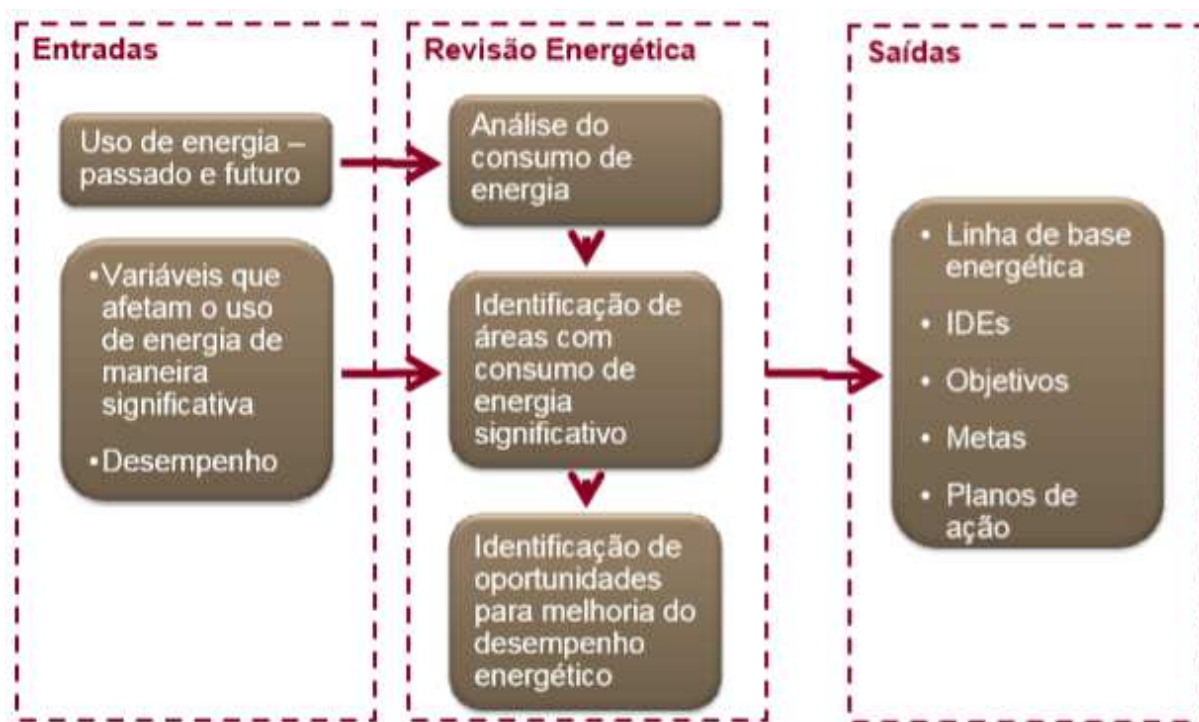 Entradas
Uso de energia –
passado e futuro
•Variáveis que
afetam o uso
de energia de
maneira
significativa
•Desempenho
Revisão Energética
Análise do
consumo de
energia
Identificação de
áreas com
consumo de
energia
significativo
Identificação de
oportunidades
para melhoria do
desempenho
energético
Saídas
• Linha de base
energética
• IDEs
• Objetivos
• Metas
• Planos de
ação